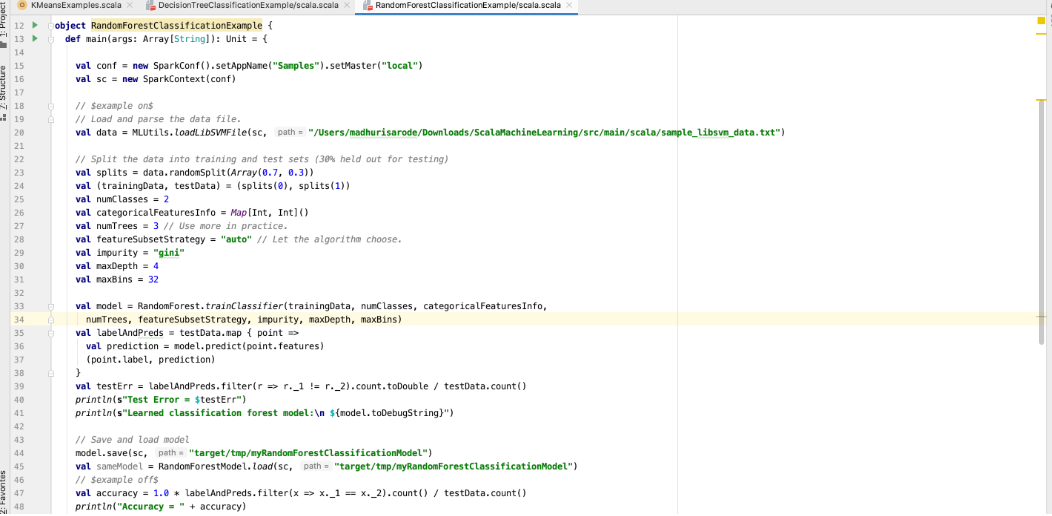 KMeansExamples.scala
DecisionTreeClassificationExample/scala.scala
RandomForestClassificationExample/scala.scala
1: Project
7: Structure
2: Favorites
12 object RandomForestClassificationExample {
13 def main(args: Array[String]): Unit = {
14
15 val conf = new SparkConf().setAppName("Samples").setMaster("local")
16 val sc = new SparkContext(conf)
17
18 // $example on$
19 // Load and parse the data file.
20 val data = MLUtils.loadLibSVMFile(sc, path = "/Users/madhurisarode/Downloads/ScalaMachineLearning/src/main/scala/sample_libsvm_data.txt")
21
22 // Split the data into training and test sets (30% held out for testing)
23 val splits = data.randomSplit(Array(0.7, 0.3))
24 val (trainingData, testData) = (splits(0), splits(1))
25 val numClasses = 2
26 val categoricalFeaturesInfo = Map[Int, Int]()
27 val numTrees = 3 // Use more in practice.
28 val featureSubsetStrategy = "auto" // Let the algorithm choose.
29 val impurity = "gini"
30 val maxDepth = 4
31 val maxBins = 32
32
33 val model = RandomForest.trainClassifier(trainingData, numClasses, categoricalFeaturesInfo,
34 numTrees, featureSubsetStrategy, impurity, maxDepth, maxBins)
35 val labelAndPreds = testData.map { point =>
36 val prediction = model.predict(point.features)
37 (point.label, prediction)
38 }
39 val testErr = labelAndPreds.filter(r => r._1 != r._2).count.toDouble / testData.count()
40 println(s"Test Error = $testErr")
41 println(s"Learned classification forest model:\n ${model.toDebugString}")
42
43 // Save and load model
44 model.save(sc, path = "target/tmp/myRandomForestClassificationModel")
45 val sameModel = RandomForestModel.load(sc, path = "target/tmp/myRandomForestClassificationModel")
46 // $example off$
47 val accuracy = 1.0 * labelAndPreds.filter(x => x._1 == x._2).count() / testData.count()
48 println("Accuracy = " + accuracy)